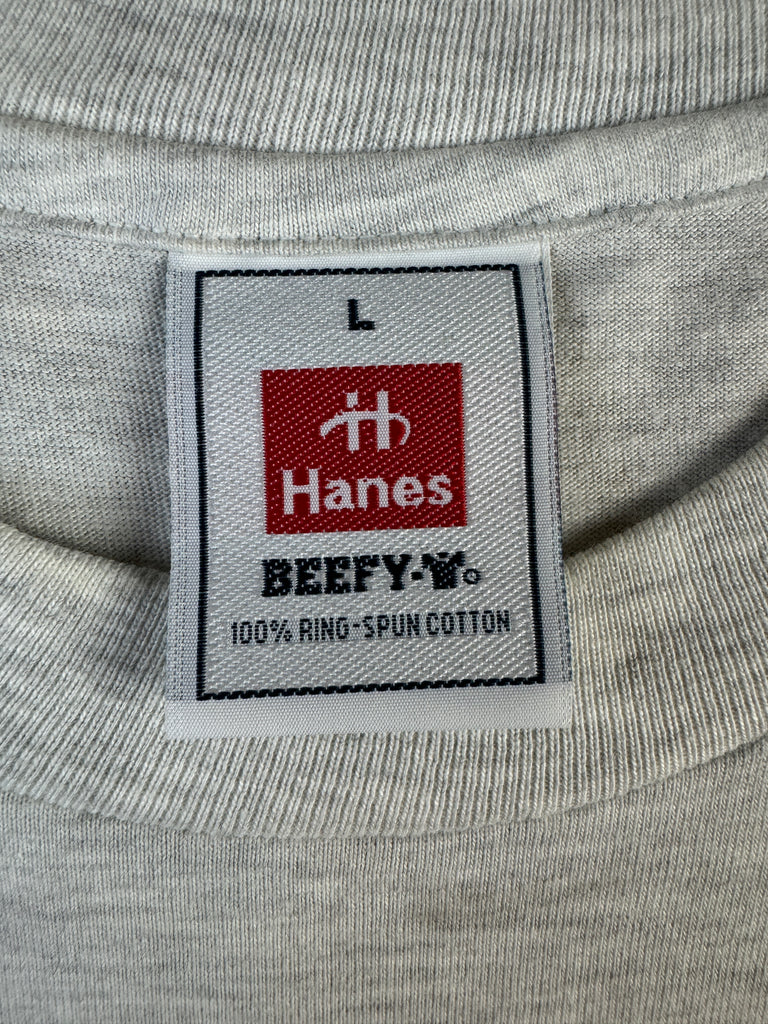 L
H
Hanes
BEEFY-T®
100% RING-SPUN COTTON